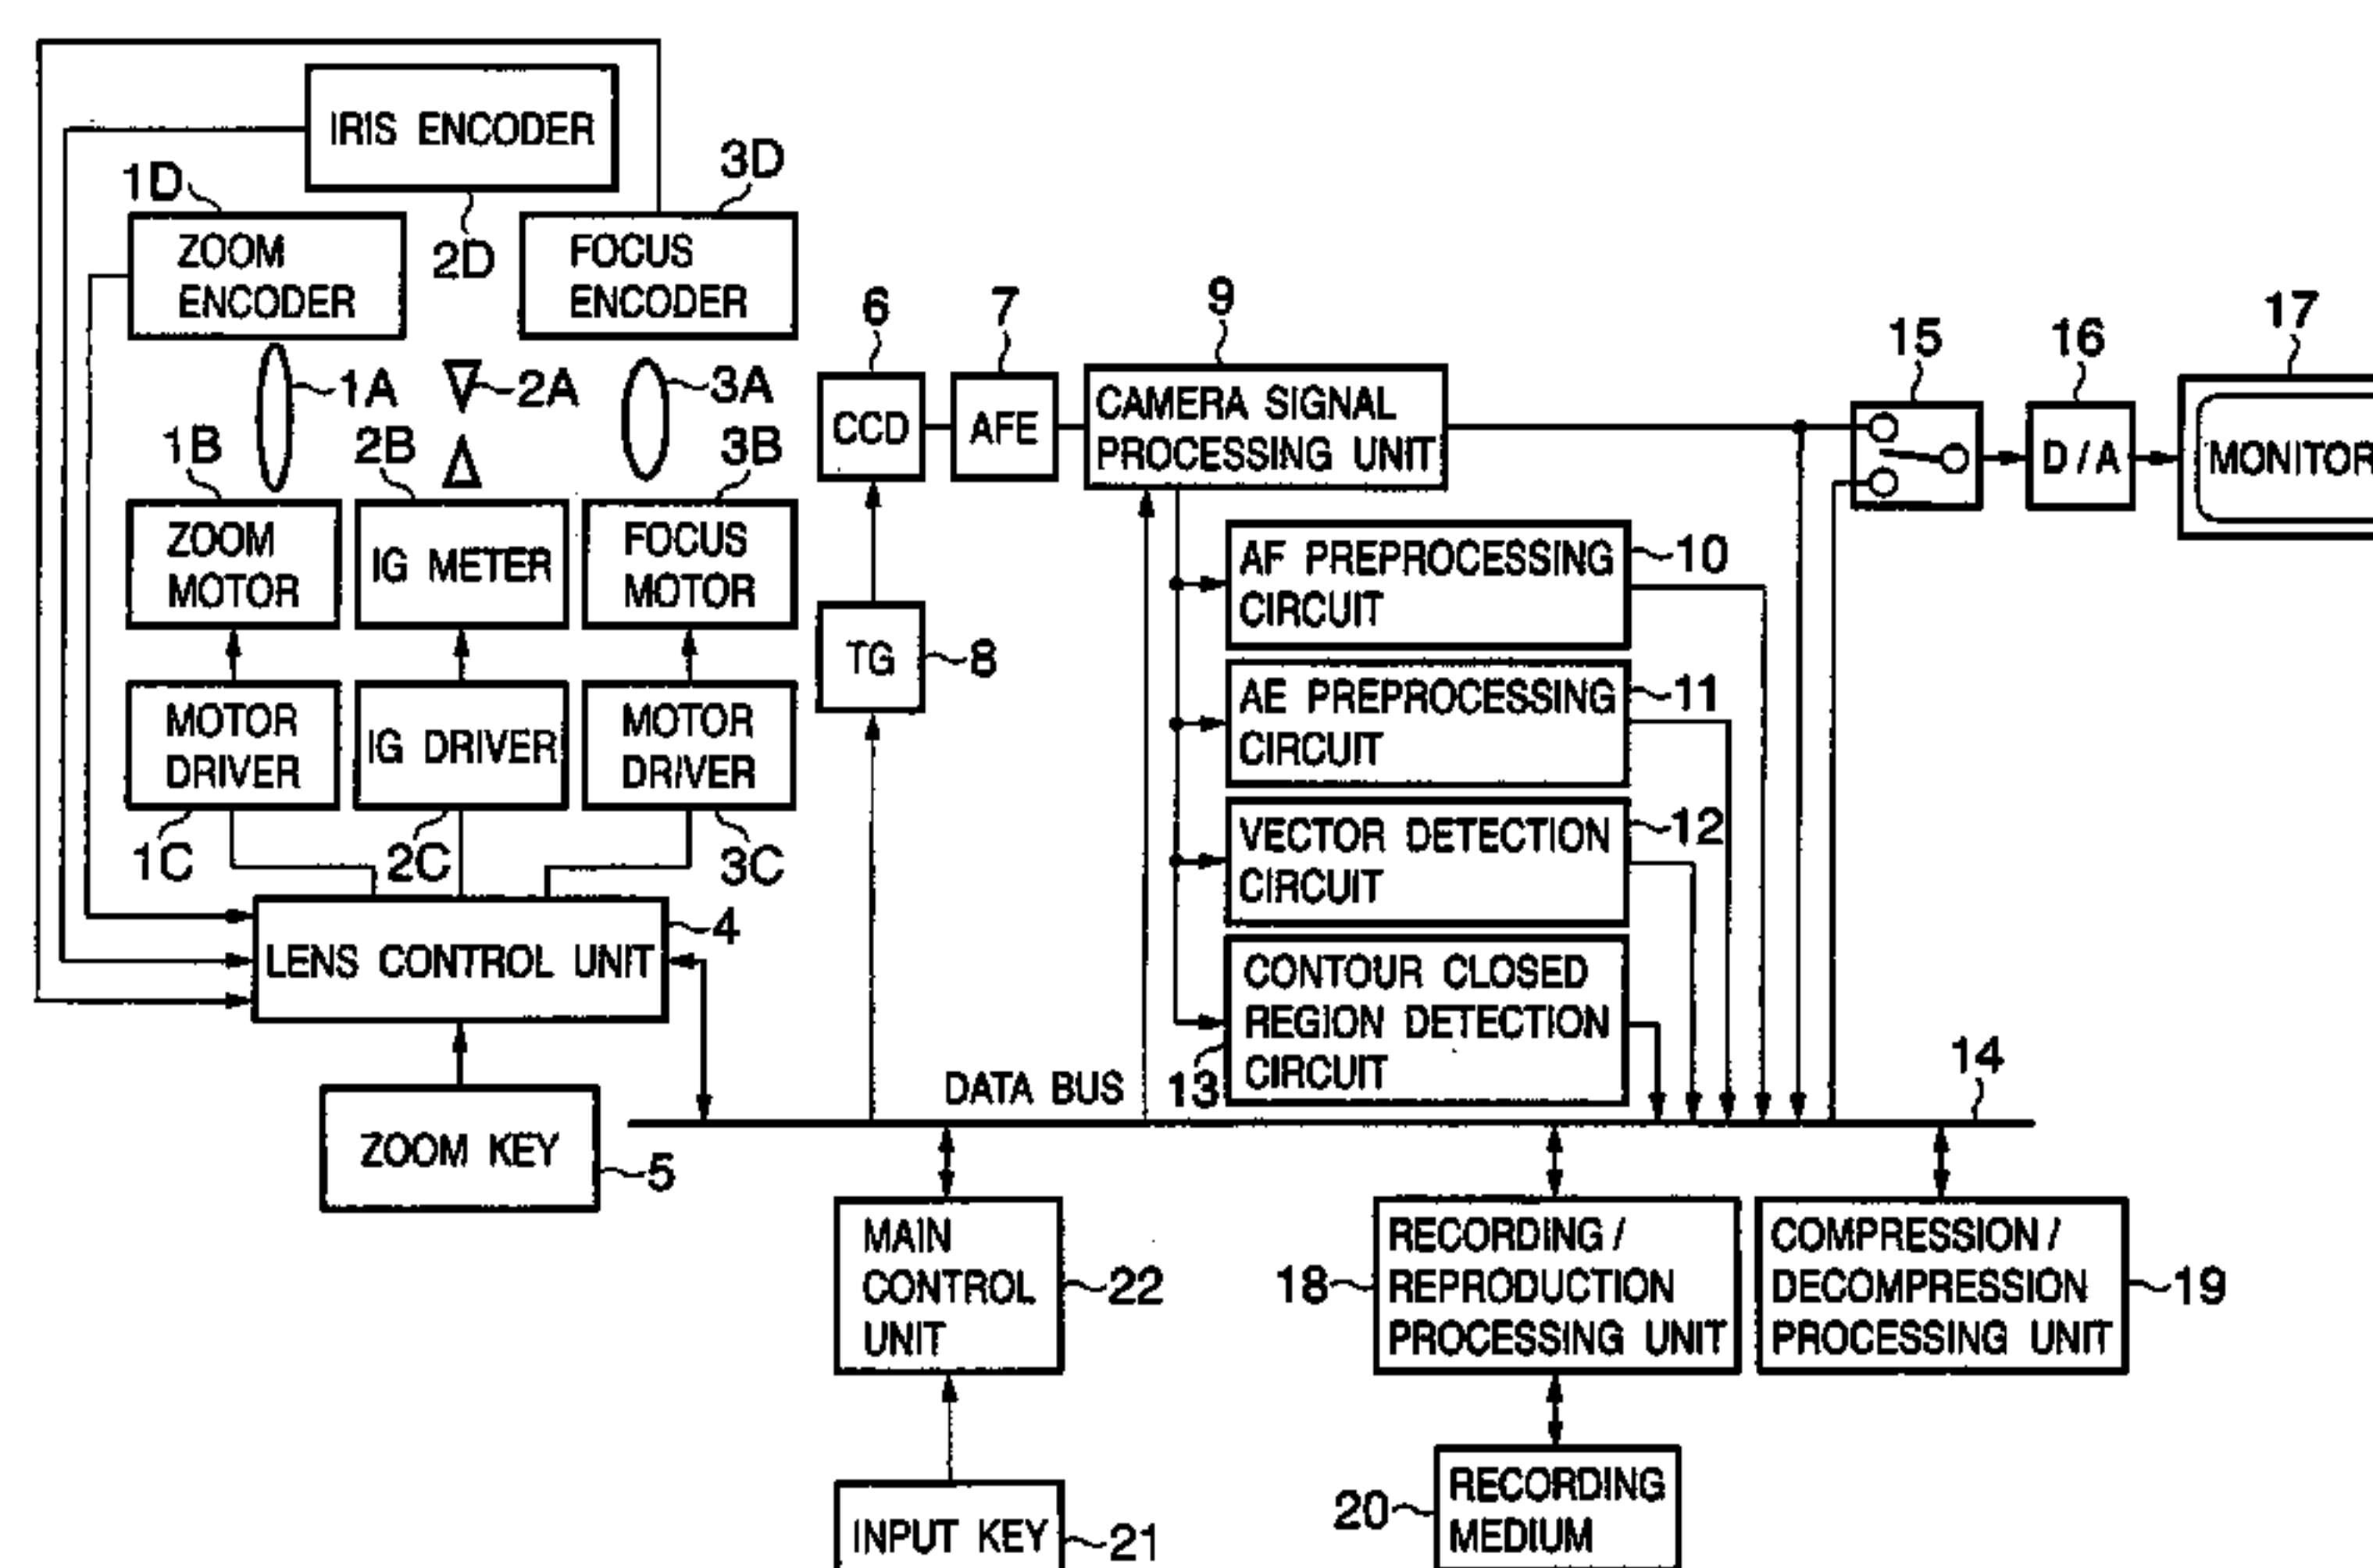 IRIS ENCODER
1D
2D
3D
ZOOM
ENCODER
FOCUS
ENCODER
1A
2A
3A
1B
2B
3B
ZOOM
MOTOR
IG METER
FOCUS
MOTOR
MOTOR
DRIVER
IG DRIVER
MOTOR
DRIVER
1C
2C
3C
LENS CONTROL UNIT
4
ZOOM KEY
5
6
CCD
7
AFE
TG
8
9
CAMERA SIGNAL
PROCESSING UNIT
AF PREPROCESSING
CIRCUIT
10
AE PREPROCESSING
CIRCUIT
11
VECTOR DETECTION
CIRCUIT
12
CONTOUR CLOSED
REGION DETECTION
CIRCUIT
13
15
16
D/A
17
MONITOR
DATA BUS
14
MAIN
CONTROL
UNIT
22
INPUT KEY
21
RECORDING/
REPRODUCTION
PROCESSING UNIT
18
COMPRESSION/
DECOMPRESSION
PROCESSING UNIT
19
RECORDING
MEDIUM
20